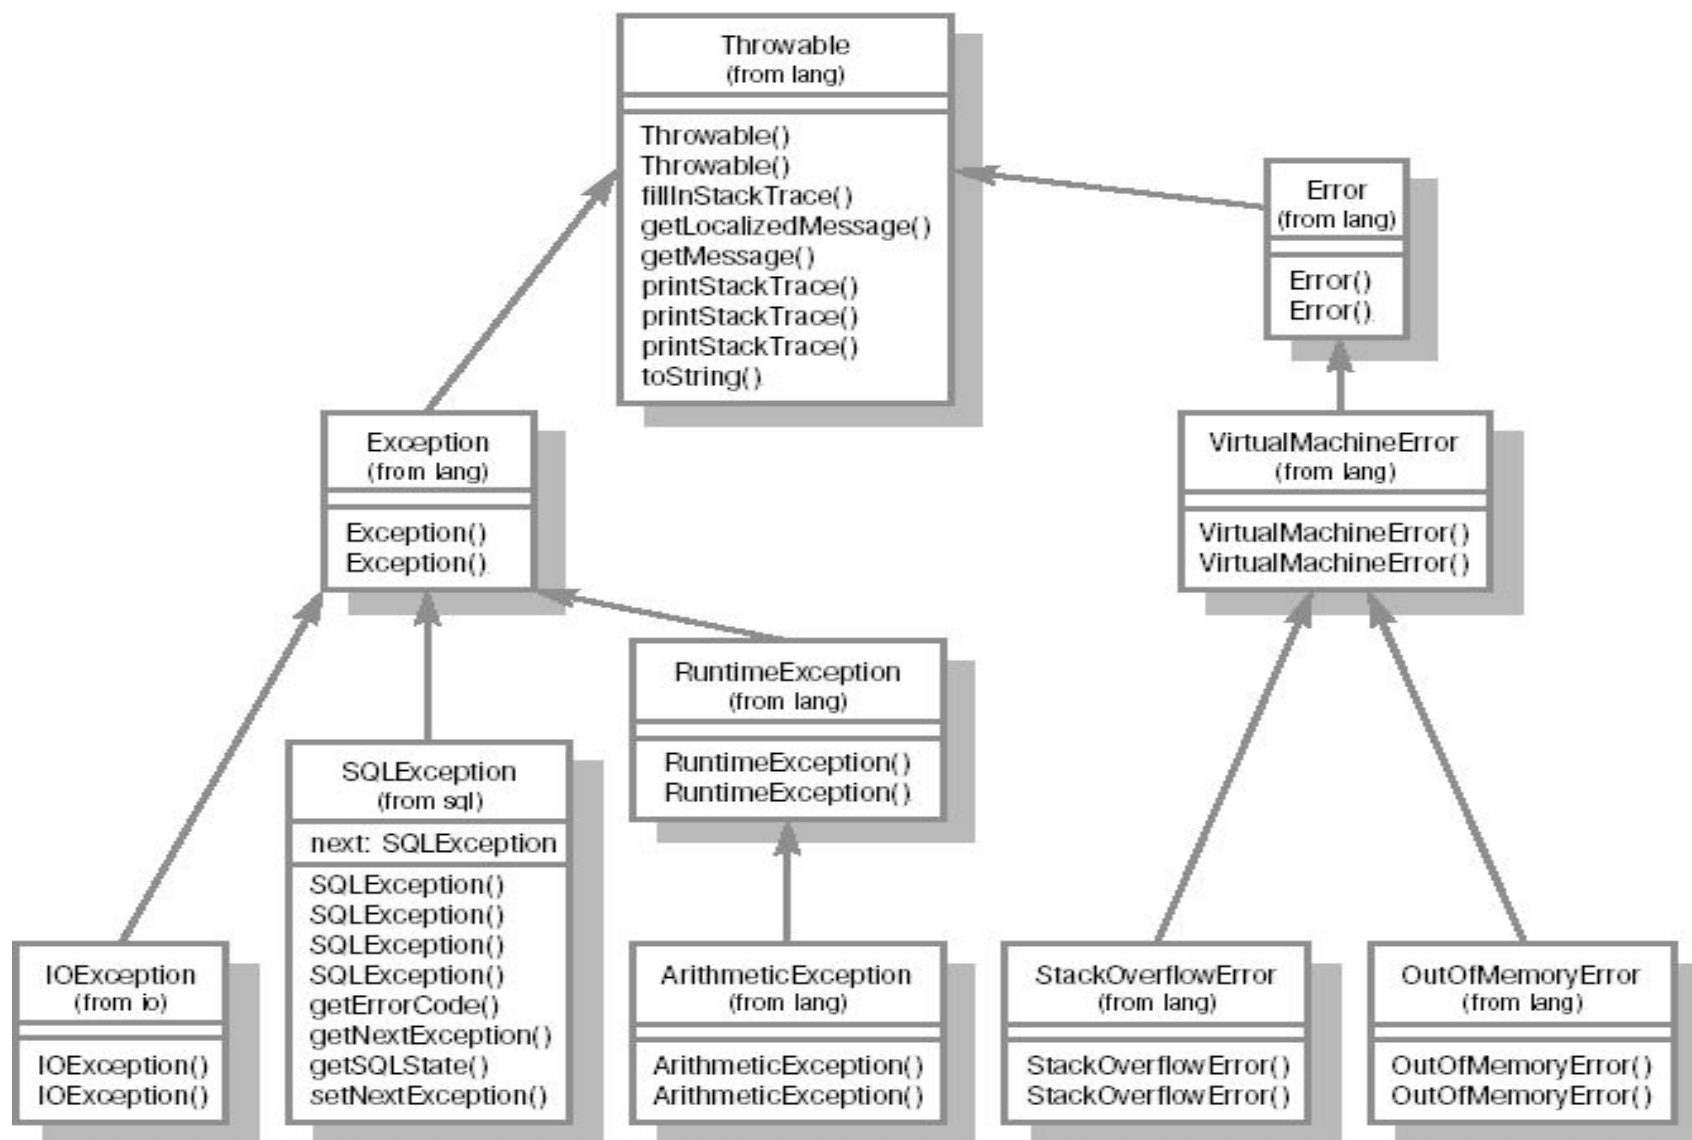 Throwable
(from lang)
Throwable()
Throwable()
fillInStackTrace()
getLocalizedMessage()
getMessage()
printStackTrace()
printStackTrace()
printStackTrace()
toString()
Error
(from lang)
Error()
Error()
Exception
(from lang)
Exception()
Exception()
VirtualMachineError
(from lang)
VirtualMachineError()
VirtualMachineError()
RuntimeException
(from lang)
RuntimeException()
RuntimeException()
SQLException
(from sql)
next: SQLException
SQLException()
SQLException()
SQLException()
SQLException()
getErrorCode()
getNextException()
getSQLState()
setNextException()
IOException
(from io)
IOException()
IOException()
ArithmeticException
(from lang)
ArithmeticException()
ArithmeticException()
StackOverflowError
(from lang)
StackOverflowError()
StackOverflowError()
OutOfMemoryError
(from lang)
OutOfMemoryError()
OutOfMemoryError()